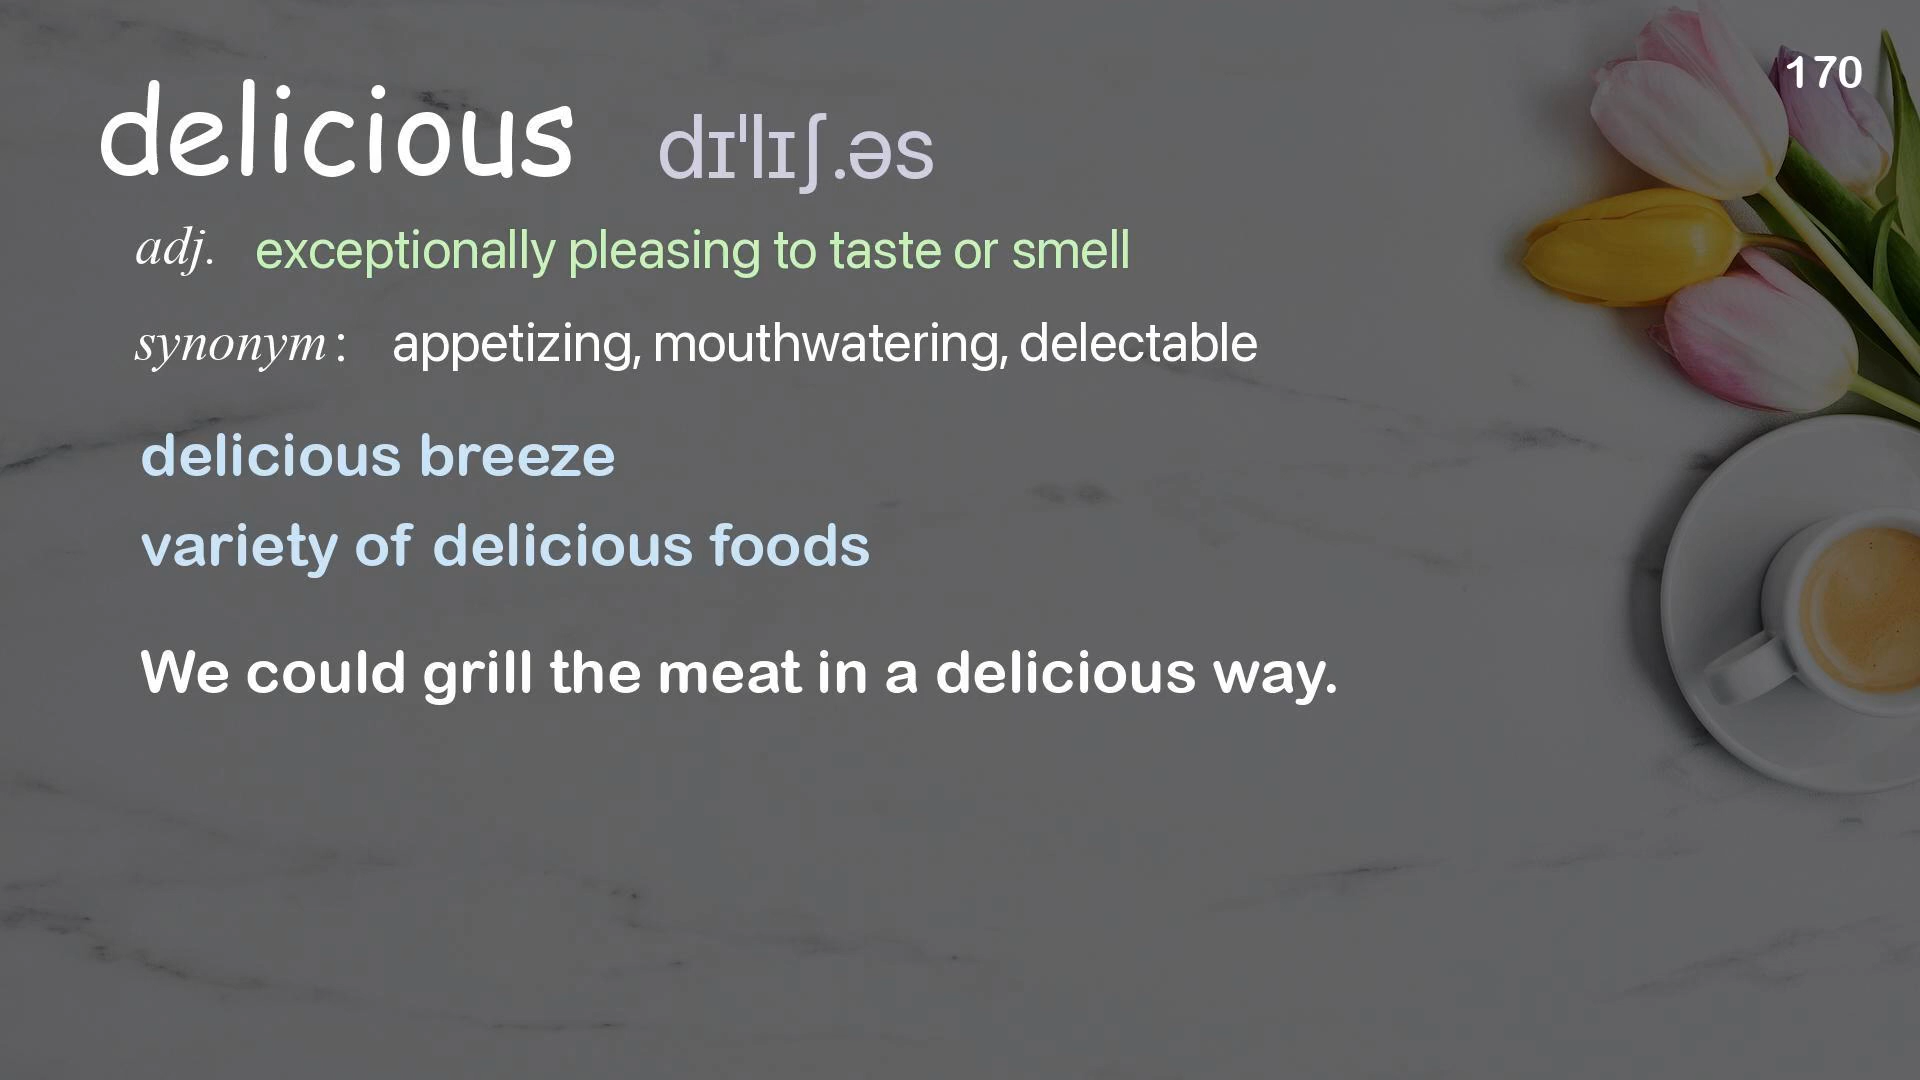 170
delicious dɪˈlɪʃ.əs
adj. exceptionally pleasing to taste or smell
synonym: appetizing, mouthwatering, delectable
delicious breeze
variety of delicious foods
We could grill the meat in a delicious way.